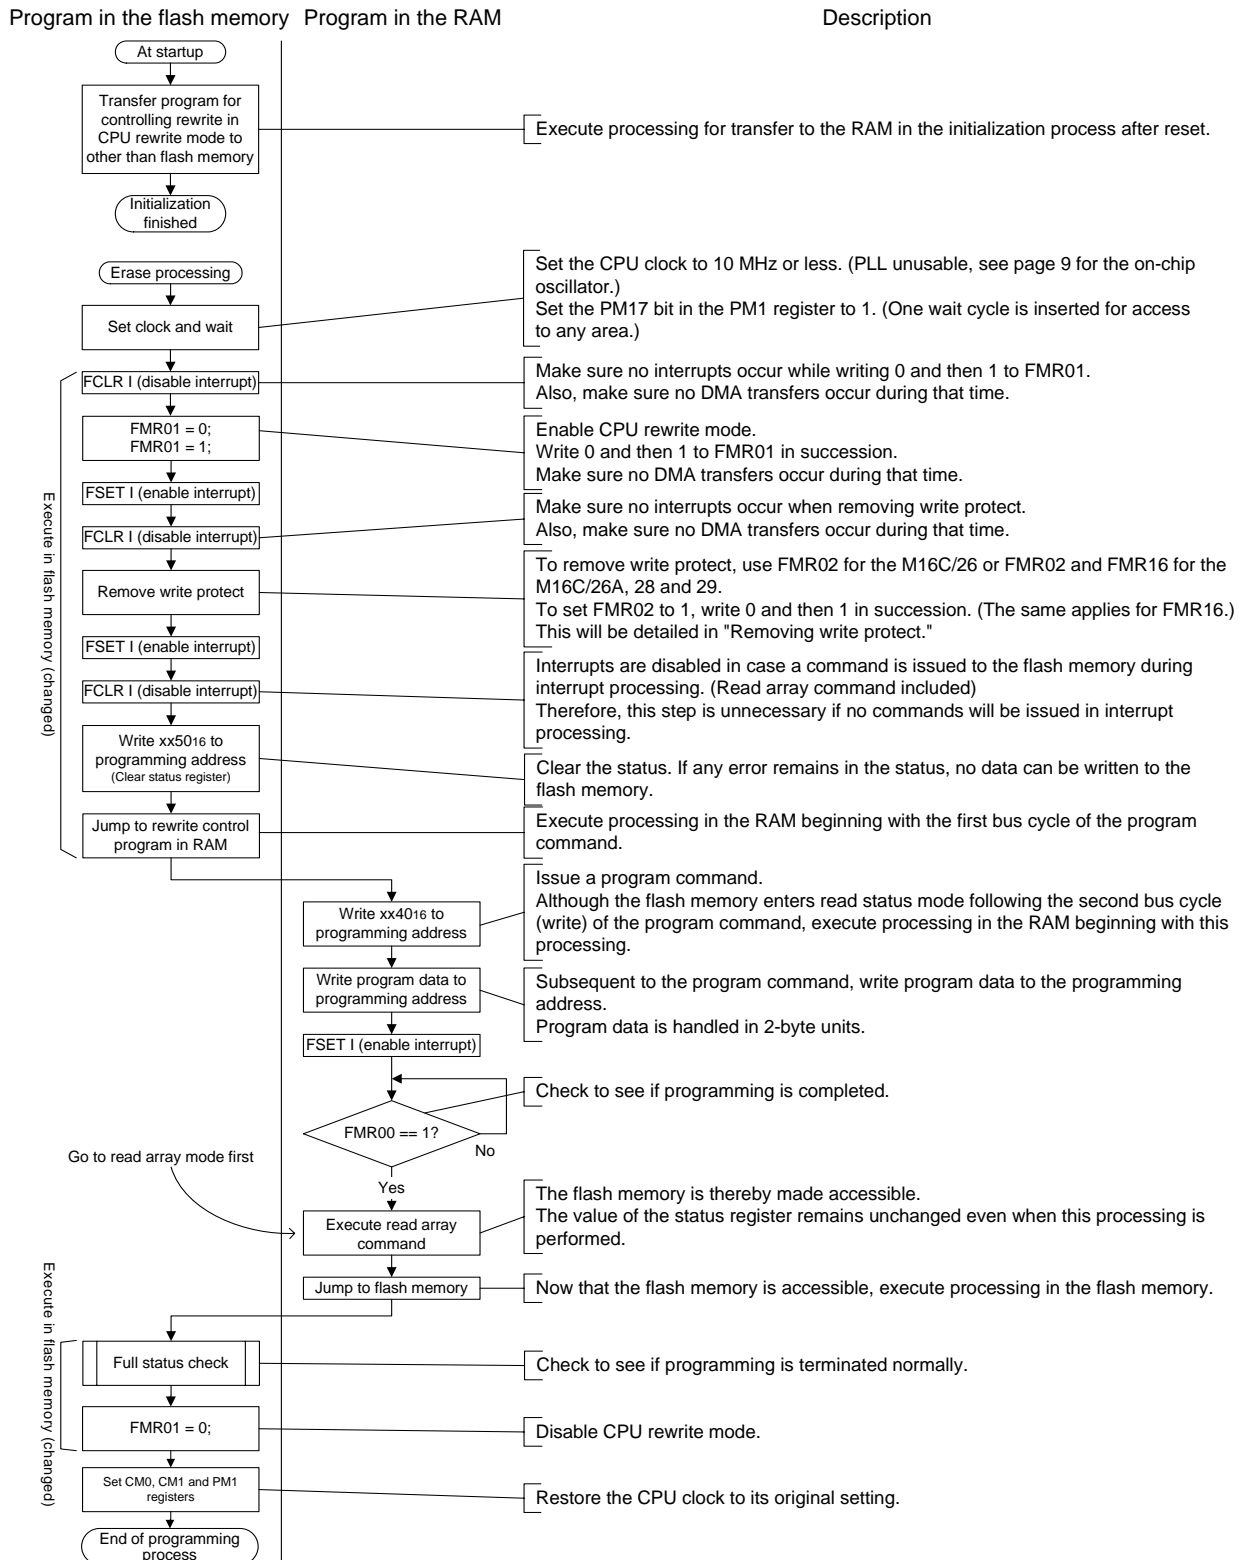 Program in the flash memory
Program in the RAM
Description
At startup
Transfer program for
controlling rewrite in
CPU rewrite mode to
other than flash memory
Execute processing for transfer to the RAM in the initialization process after reset.
Initialization
finished
Erase processing
Set clock and wait
Set the CPU clock to 10 MHz or less. (PLL unusable, see page 9 for the on-chip
oscillator.)
Set the PM17 bit in the PM1 register to 1. (One wait cycle is inserted for access
to any area.)
Execute in flash memory (changed)
FCLR I (disable interrupt)
Make sure no interrupts occur while writing 0 and then 1 to FMR01.
Also, make sure no DMA transfers occur during that time.
FMR01 = 0;
FMR01 = 1;
Enable CPU rewrite mode.
Write 0 and then 1 to FMR01 in succession.
Make sure no DMA transfers occur during that time.
FSET I (enable interrupt)
FCLR I (disable interrupt)
Make sure no interrupts occur when removing write protect.
Also, make sure no DMA transfers occur during that time.
Remove write protect
To remove write protect, use FMR02 for the M16C/26 or FMR02 and FMR16 for the
M16C/26A, 28 and 29.
To set FMR02 to 1, write 0 and then 1 in succession. (The same applies for FMR16.)
This will be detailed in "Removing write protect."
FSET I (enable interrupt)
FCLR I (disable interrupt)
Interrupts are disabled in case a command is issued to the flash memory during
interrupt processing. (Read array command included)
Therefore, this step is unnecessary if no commands will be issued in interrupt
processing.
Write xx5016 to
programming address
(Clear status register)
Clear the status. If any error remains in the status, no data can be written to the
flash memory.
Jump to rewrite control
program in RAM
Execute processing in the RAM beginning with the first bus cycle of the program
command.
Write xx4016 to
programming address
Issue a program command.
Although the flash memory enters read status mode following the second bus cycle
(write) of the program command, execute processing in the RAM beginning with this
processing.
Write program data to
programming address
Subsequent to the program command, write program data to the programming
address.
Program data is handled in 2-byte units.
FSET I (enable interrupt)
Check to see if programming is completed.
FMR00 == 1?
No
Yes
Go to read array mode first
Execute read array
command
The flash memory is thereby made accessible.
The value of the status register remains unchanged even when this processing is
performed.
Jump to flash memory
Now that the flash memory is accessible, execute processing in the flash memory.
Execute in flash memory (changed)
Full status check
Check to see if programming is terminated normally.
FMR01 = 0;
Disable CPU rewrite mode.
Set CM0, CM1 and PM1
registers
Restore the CPU clock to its original setting.
End of programming
process